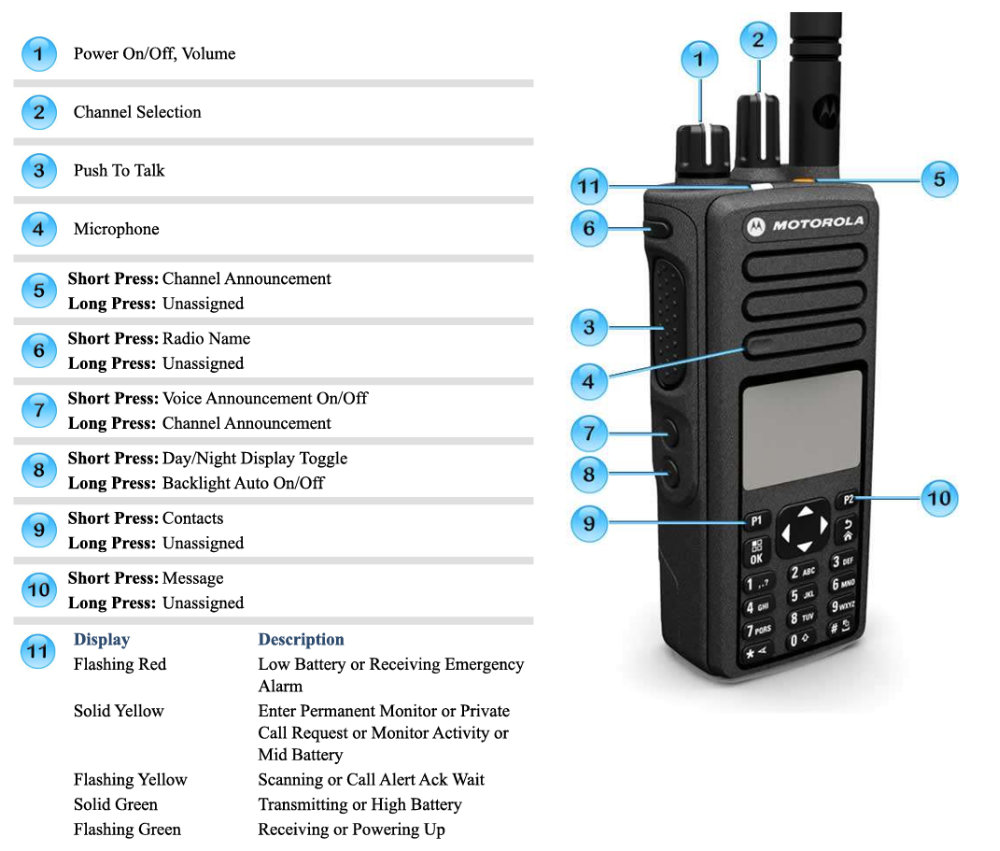 1 Power On/Off, Volume
2 Channel Selection
3 Push To Talk
4 Microphone
5 Short Press: Channel Announcement
Long Press: Unassigned
6 Short Press: Radio Name
Long Press: Unassigned
7 Short Press: Voice Announcement On/Off
Long Press: Channel Announcement
8 Short Press: Day/Night Display Toggle
Long Press: Backlight Auto On/Off
9 Short Press: Contacts
Long Press: Unassigned
10 Short Press: Message
Long Press: Unassigned
11 Display Description
Flashing Red Low Battery or Receiving Emergency
Alarm
Solid Yellow Enter Permanent Monitor or Private
Call Request or Monitor Activity or
Mid Battery
Flashing Yellow Scanning or Call Alert Ack Wait
Solid Green Transmitting or High Battery
Flashing Green Receiving or Powering Up
2
1
5
11
6
MOTOROLA
3
4
7
8
10
9
P1
P2
OK
1 .,?
2 ABC
3 DEF
4 GHI
5 JKL
6 MNO
7 PQRS
8 TUV
9 WXYZ
*
0
#